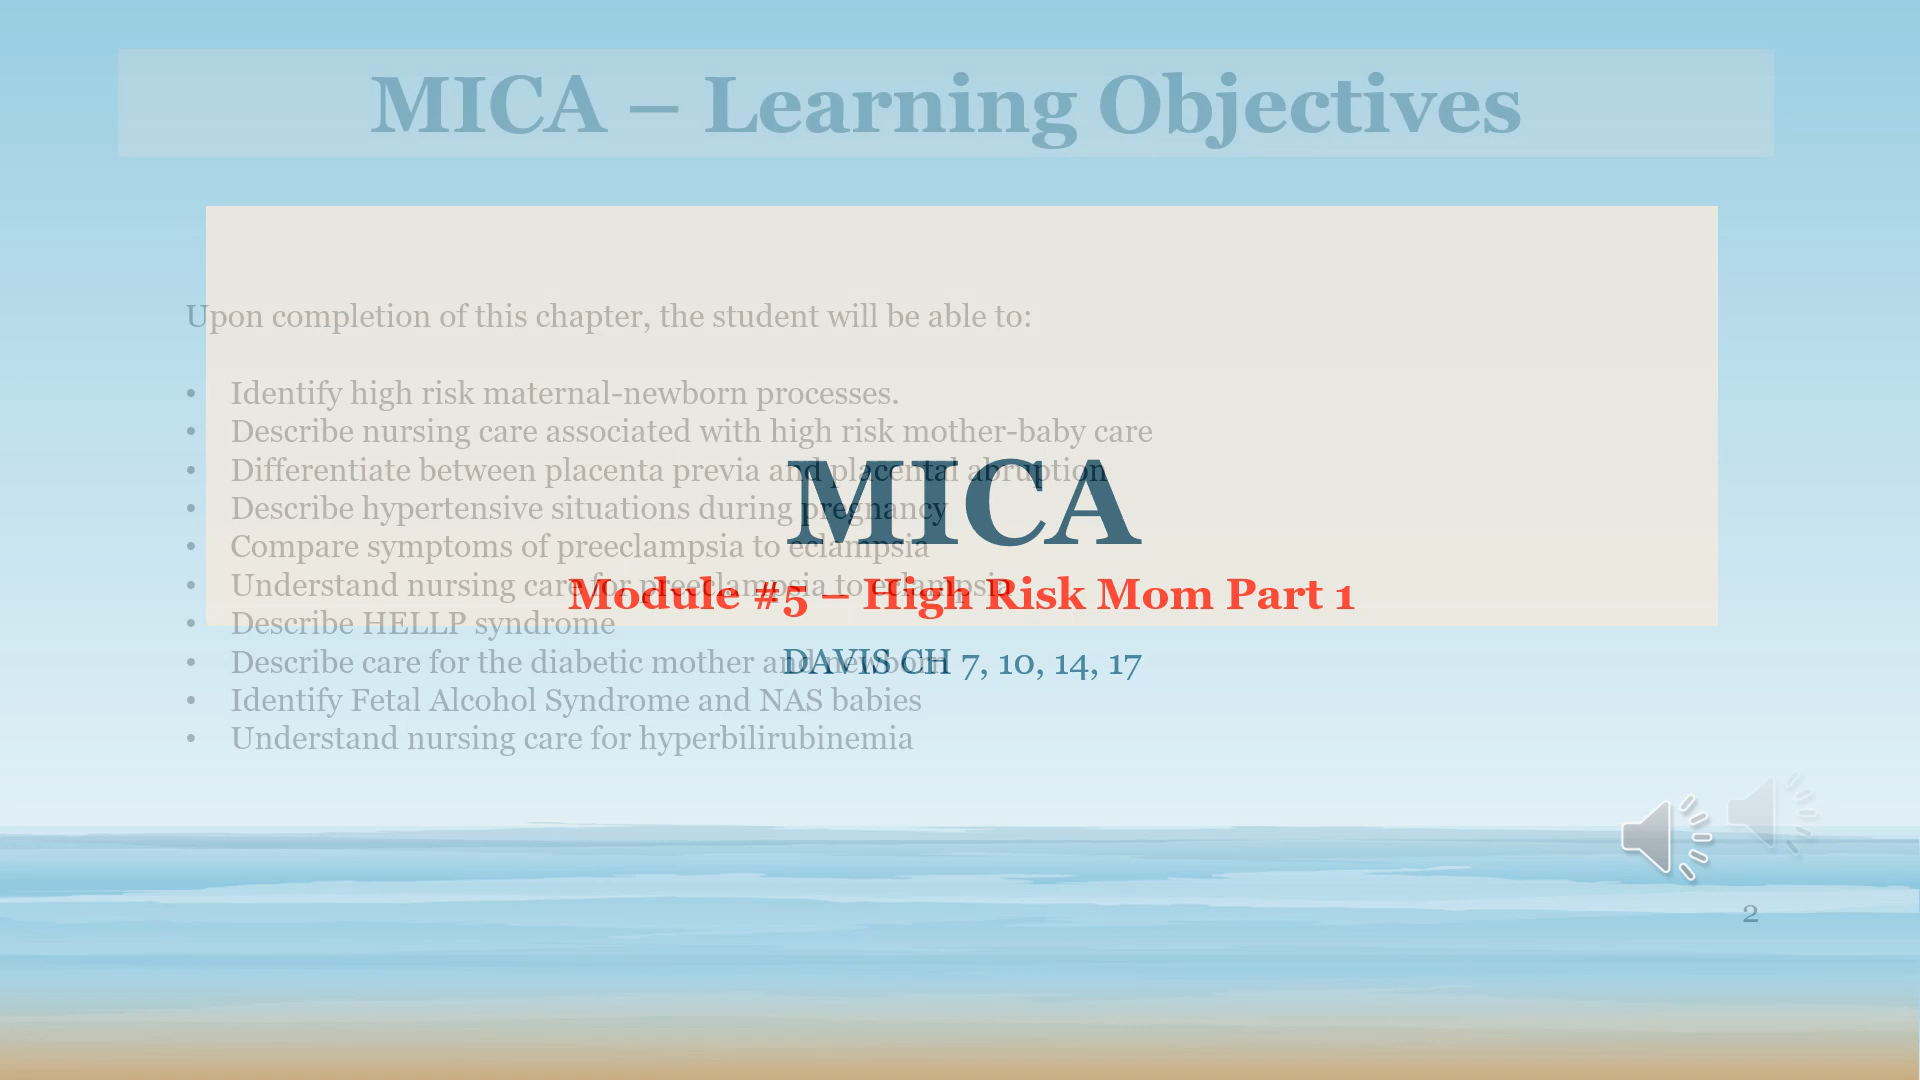 MICA – Learning Objectives
Upon completion of this chapter, the student will be able to:
• Identify high risk maternal-newborn processes.
• Describe nursing care associated with high risk mother-baby care
• Differentiate between placenta previa and placental abruption
• Describe hypertensive situations during pregnancy
• Compare symptoms of preeclampsia to eclampsia
• Understand nursing care for preeclampsia to eclampsia
• Describe HELLP syndrome
• Describe care for the diabetic mother and newborn
• Identify Fetal Alcohol Syndrome and NAS babies
• Understand nursing care for hyperbilirubinemia
MICA
Module #5 – High Risk Mom Part 1
DAVIS CH 7, 10, 14, 17
2